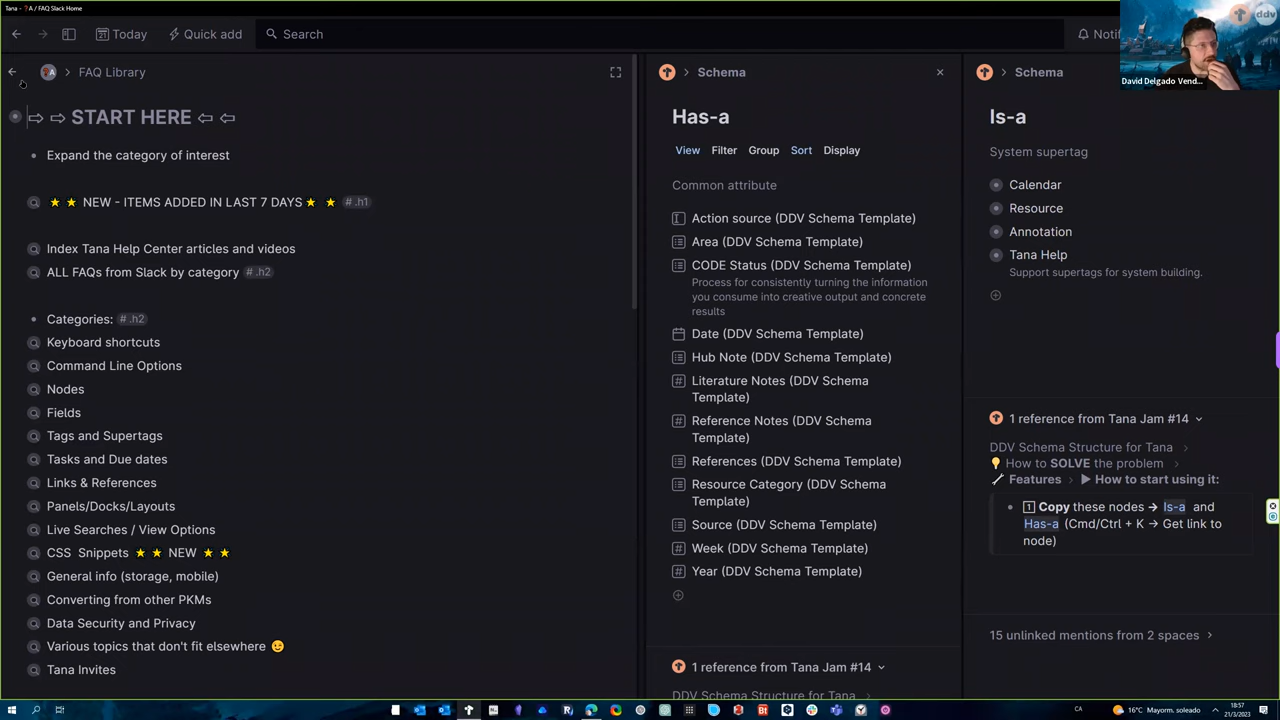 Tana - ❓A / FAQ Slack Home
Today
Quick add
Search
Notifi
ddv
David Delgado Vend...
FAQ Library
⇨ ⇨ START HERE ⇦ ⇦
Expand the category of interest
★ ★ NEW - ITEMS ADDED IN LAST 7 DAYS ★ ★ # .h1
Index Tana Help Center articles and videos
ALL FAQs from Slack by category # .h2
Categories: # .h2
Keyboard shortcuts
Command Line Options
Nodes
Fields
Tags and Supertags
Tasks and Due dates
Links & References
Panels/Docks/Layouts
Live Searches / View Options
CSS Snippets ★ ★ NEW ★ ★
General info (storage, mobile)
Converting from other PKMs
Data Security and Privacy
Various topics that don't fit elsewhere 😉
Tana Invites
Schema
Has-a
View Filter Group Sort Display
Common attribute
Action source (DDV Schema Template)
Area (DDV Schema Template)
CODE Status (DDV Schema Template)
Process for consistently turning the information
you consume into creative output and concrete
results
Date (DDV Schema Template)
Hub Note (DDV Schema Template)
Literature Notes (DDV Schema
Template)
Reference Notes (DDV Schema
Template)
References (DDV Schema Template)
Resource Category (DDV Schema
Template)
Source (DDV Schema Template)
Week (DDV Schema Template)
Year (DDV Schema Template)
1 reference from Tana Jam #14
DDV Schema Structure for Tana
Schema
Is-a
System supertag
Calendar
Resource
Annotation
Tana Help
Support supertags for system building.
1 reference from Tana Jam #14
DDV Schema Structure for Tana
💡 How to SOLVE the problem
🔧 Features > ▶ How to start using it:
1 Copy these nodes → Is-a and
Has-a (Cmd/Ctrl + K → Get link to
node)
15 unlinked mentions from 2 spaces
16°C Mayorm. soleado
CA
18:57
21/3/2023